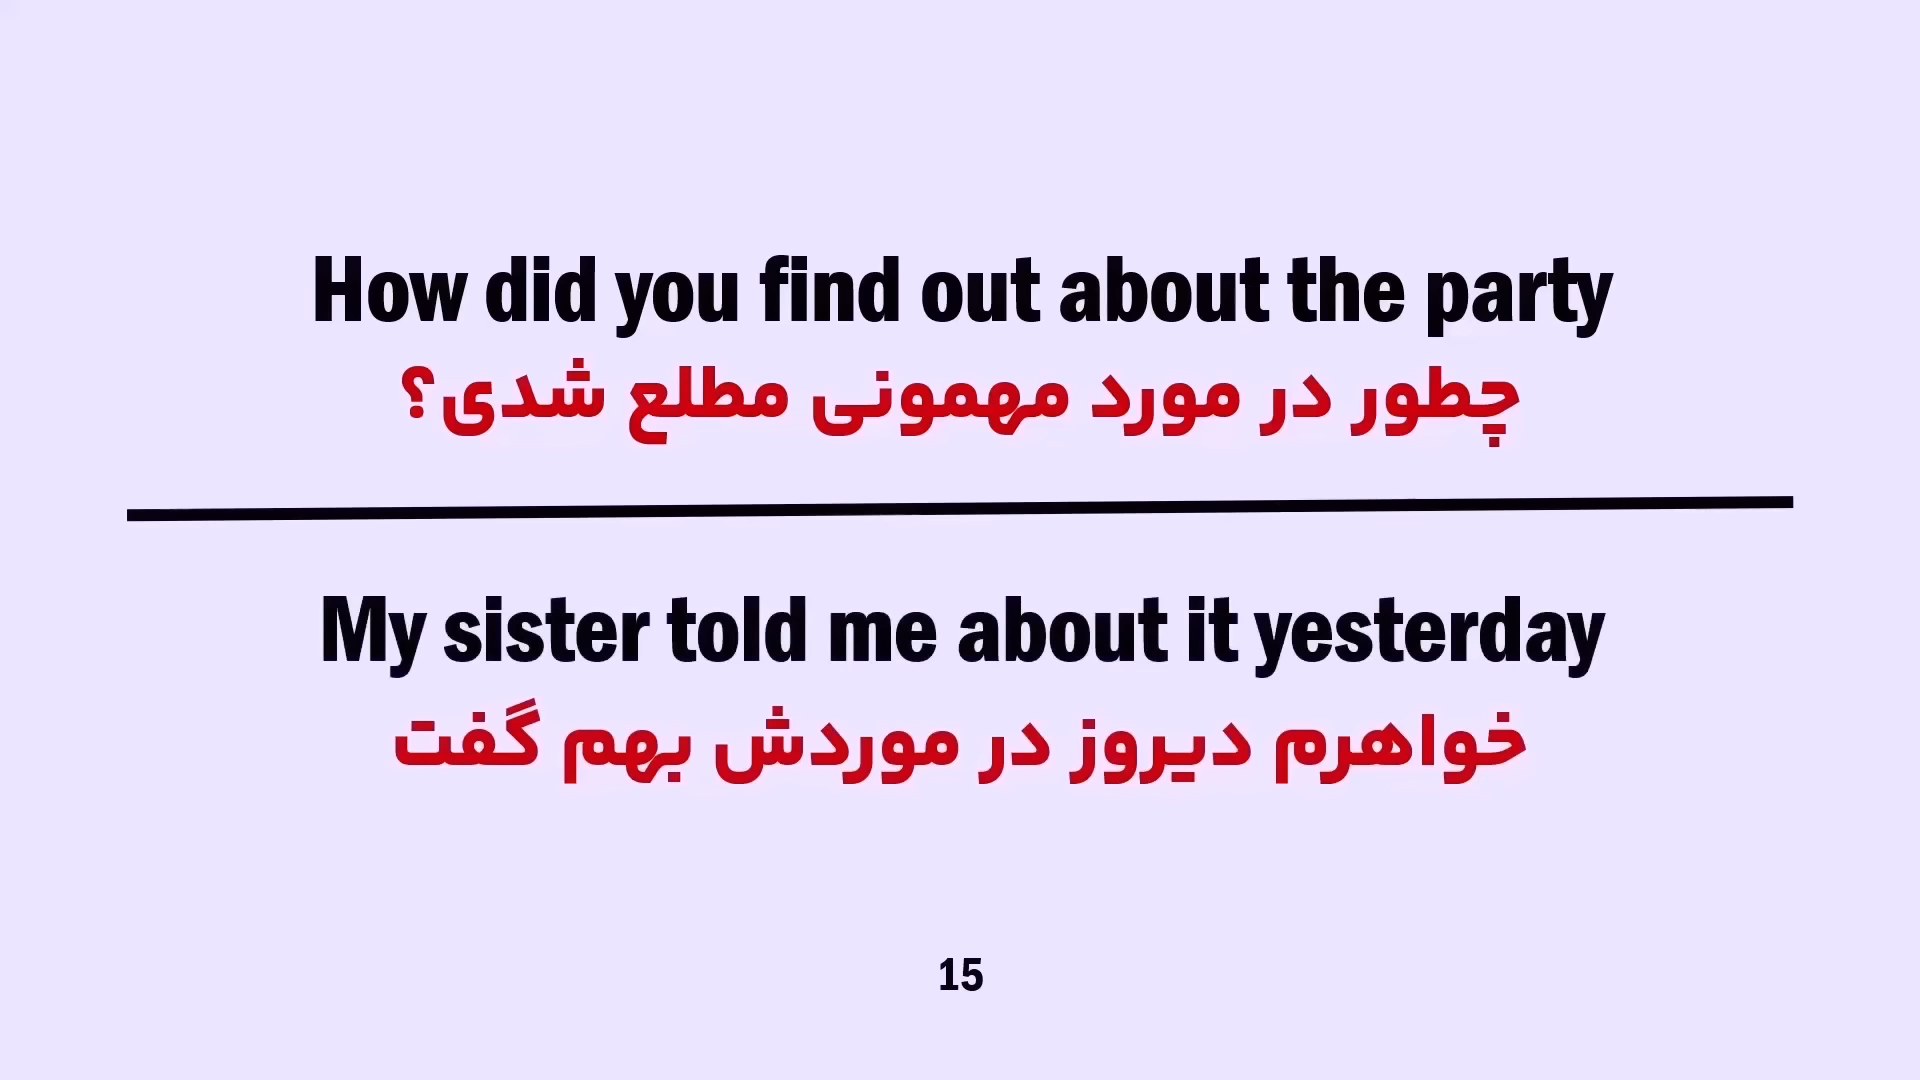 How did you find out about the party
چطور در مورد مهمونی مطلع شدی؟
My sister told me about it yesterday
خواهرم دیروز در موردش بهم گفت
15